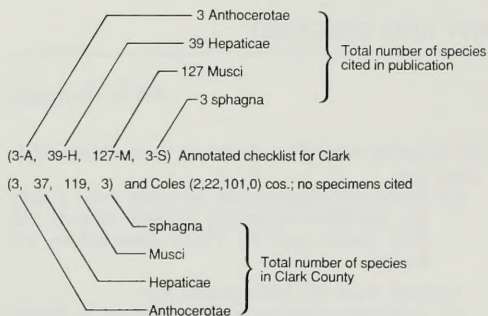 3 Anthocerotae
39 Hepaticae
127 Musci
3 sphagna
Total number of species
cited in publication
(3-A, 39-H, 127-M, 3-S) Annotated checklist for Clark
(3, 37, 119, 3) and Coles (2,22,101,0) cos.; no specimens cited
sphagna
Musci
Hepaticae
Anthocerotae
Total number of species
in Clark County